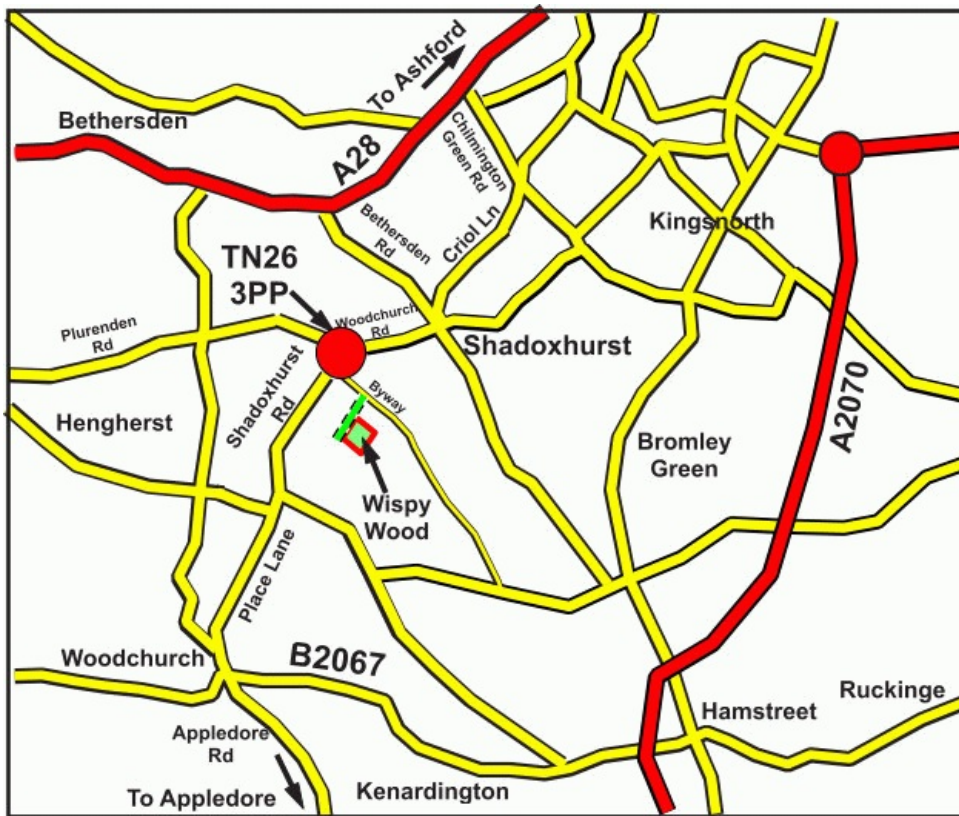 To Ashford
Bethersden
A28
Chilmington
Green Rd
Bethersden
Rd
Criol Ln
Kingsnorth
TN26
3PP
Woodchurch
Rd
Plurenden
Rd
Shadoxhurst
Shadoxhurst
Rd
Byway
A2070
Hengherst
Bromley
Green
Wispy
Wood
Place Lane
Woodchurch
B2067
Ruckinge
Hamstreet
Appledore
Rd
To Appledore
Kenardington